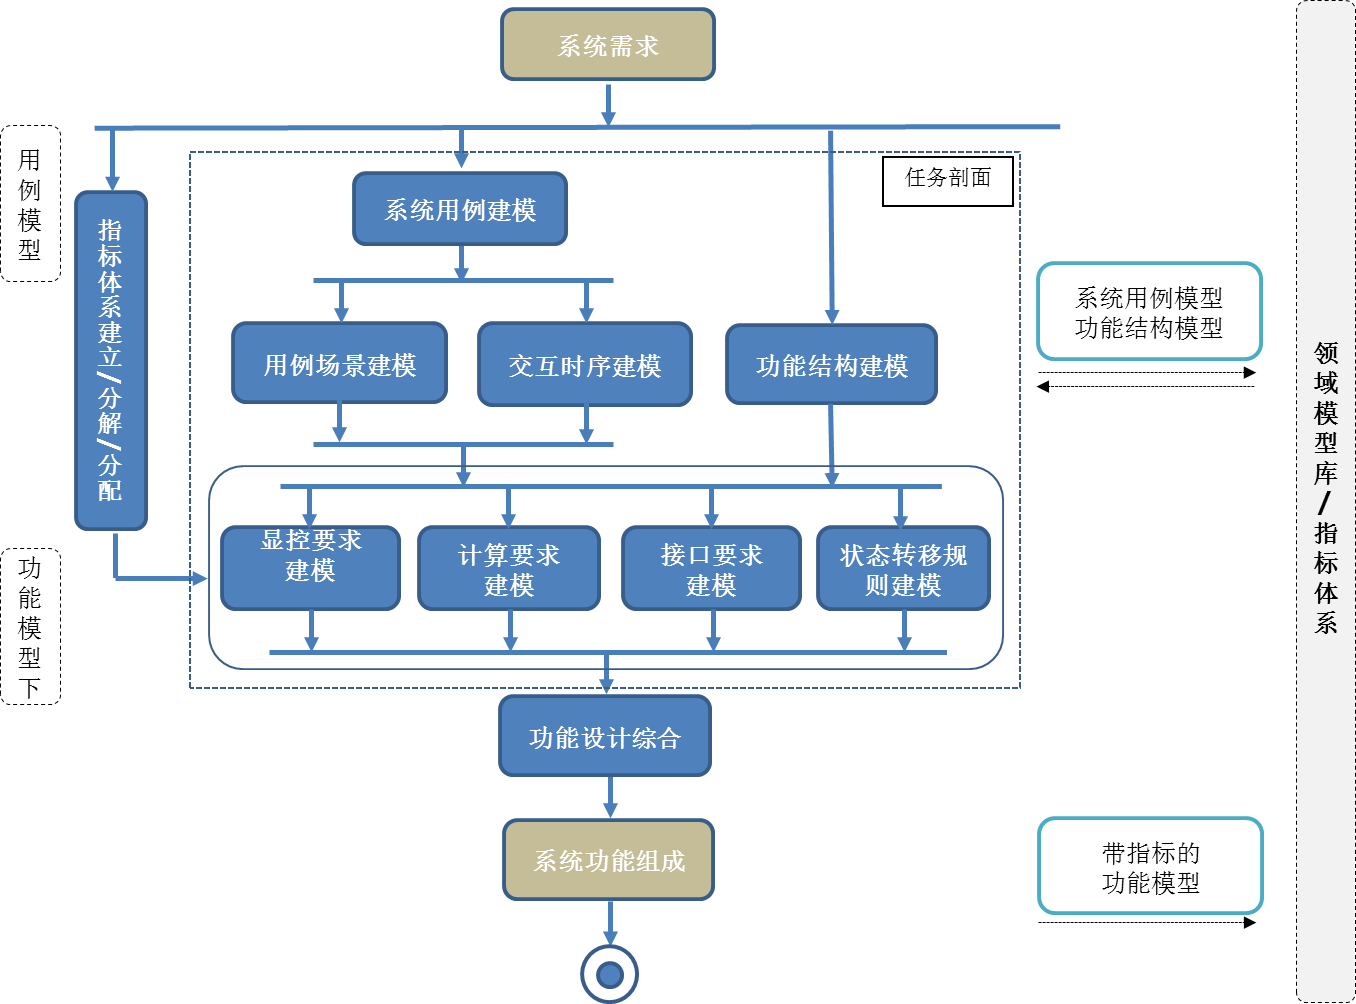 系统需求
用
例
模
型
任务剖面
系统用例建模
指
标
体
系
建
立
/
分
解
/
分
配
系统用例模型
功能结构模型
用例场景建模
交互时序建模
功能结构建模
领
域
模
型
库
/
指
标
体
系
显控要求
建模
计算要求
建模
接口要求
建模
状态转移规
则建模
功
能
模
型
下
功能设计综合
系统功能组成
带指标的
功能模型